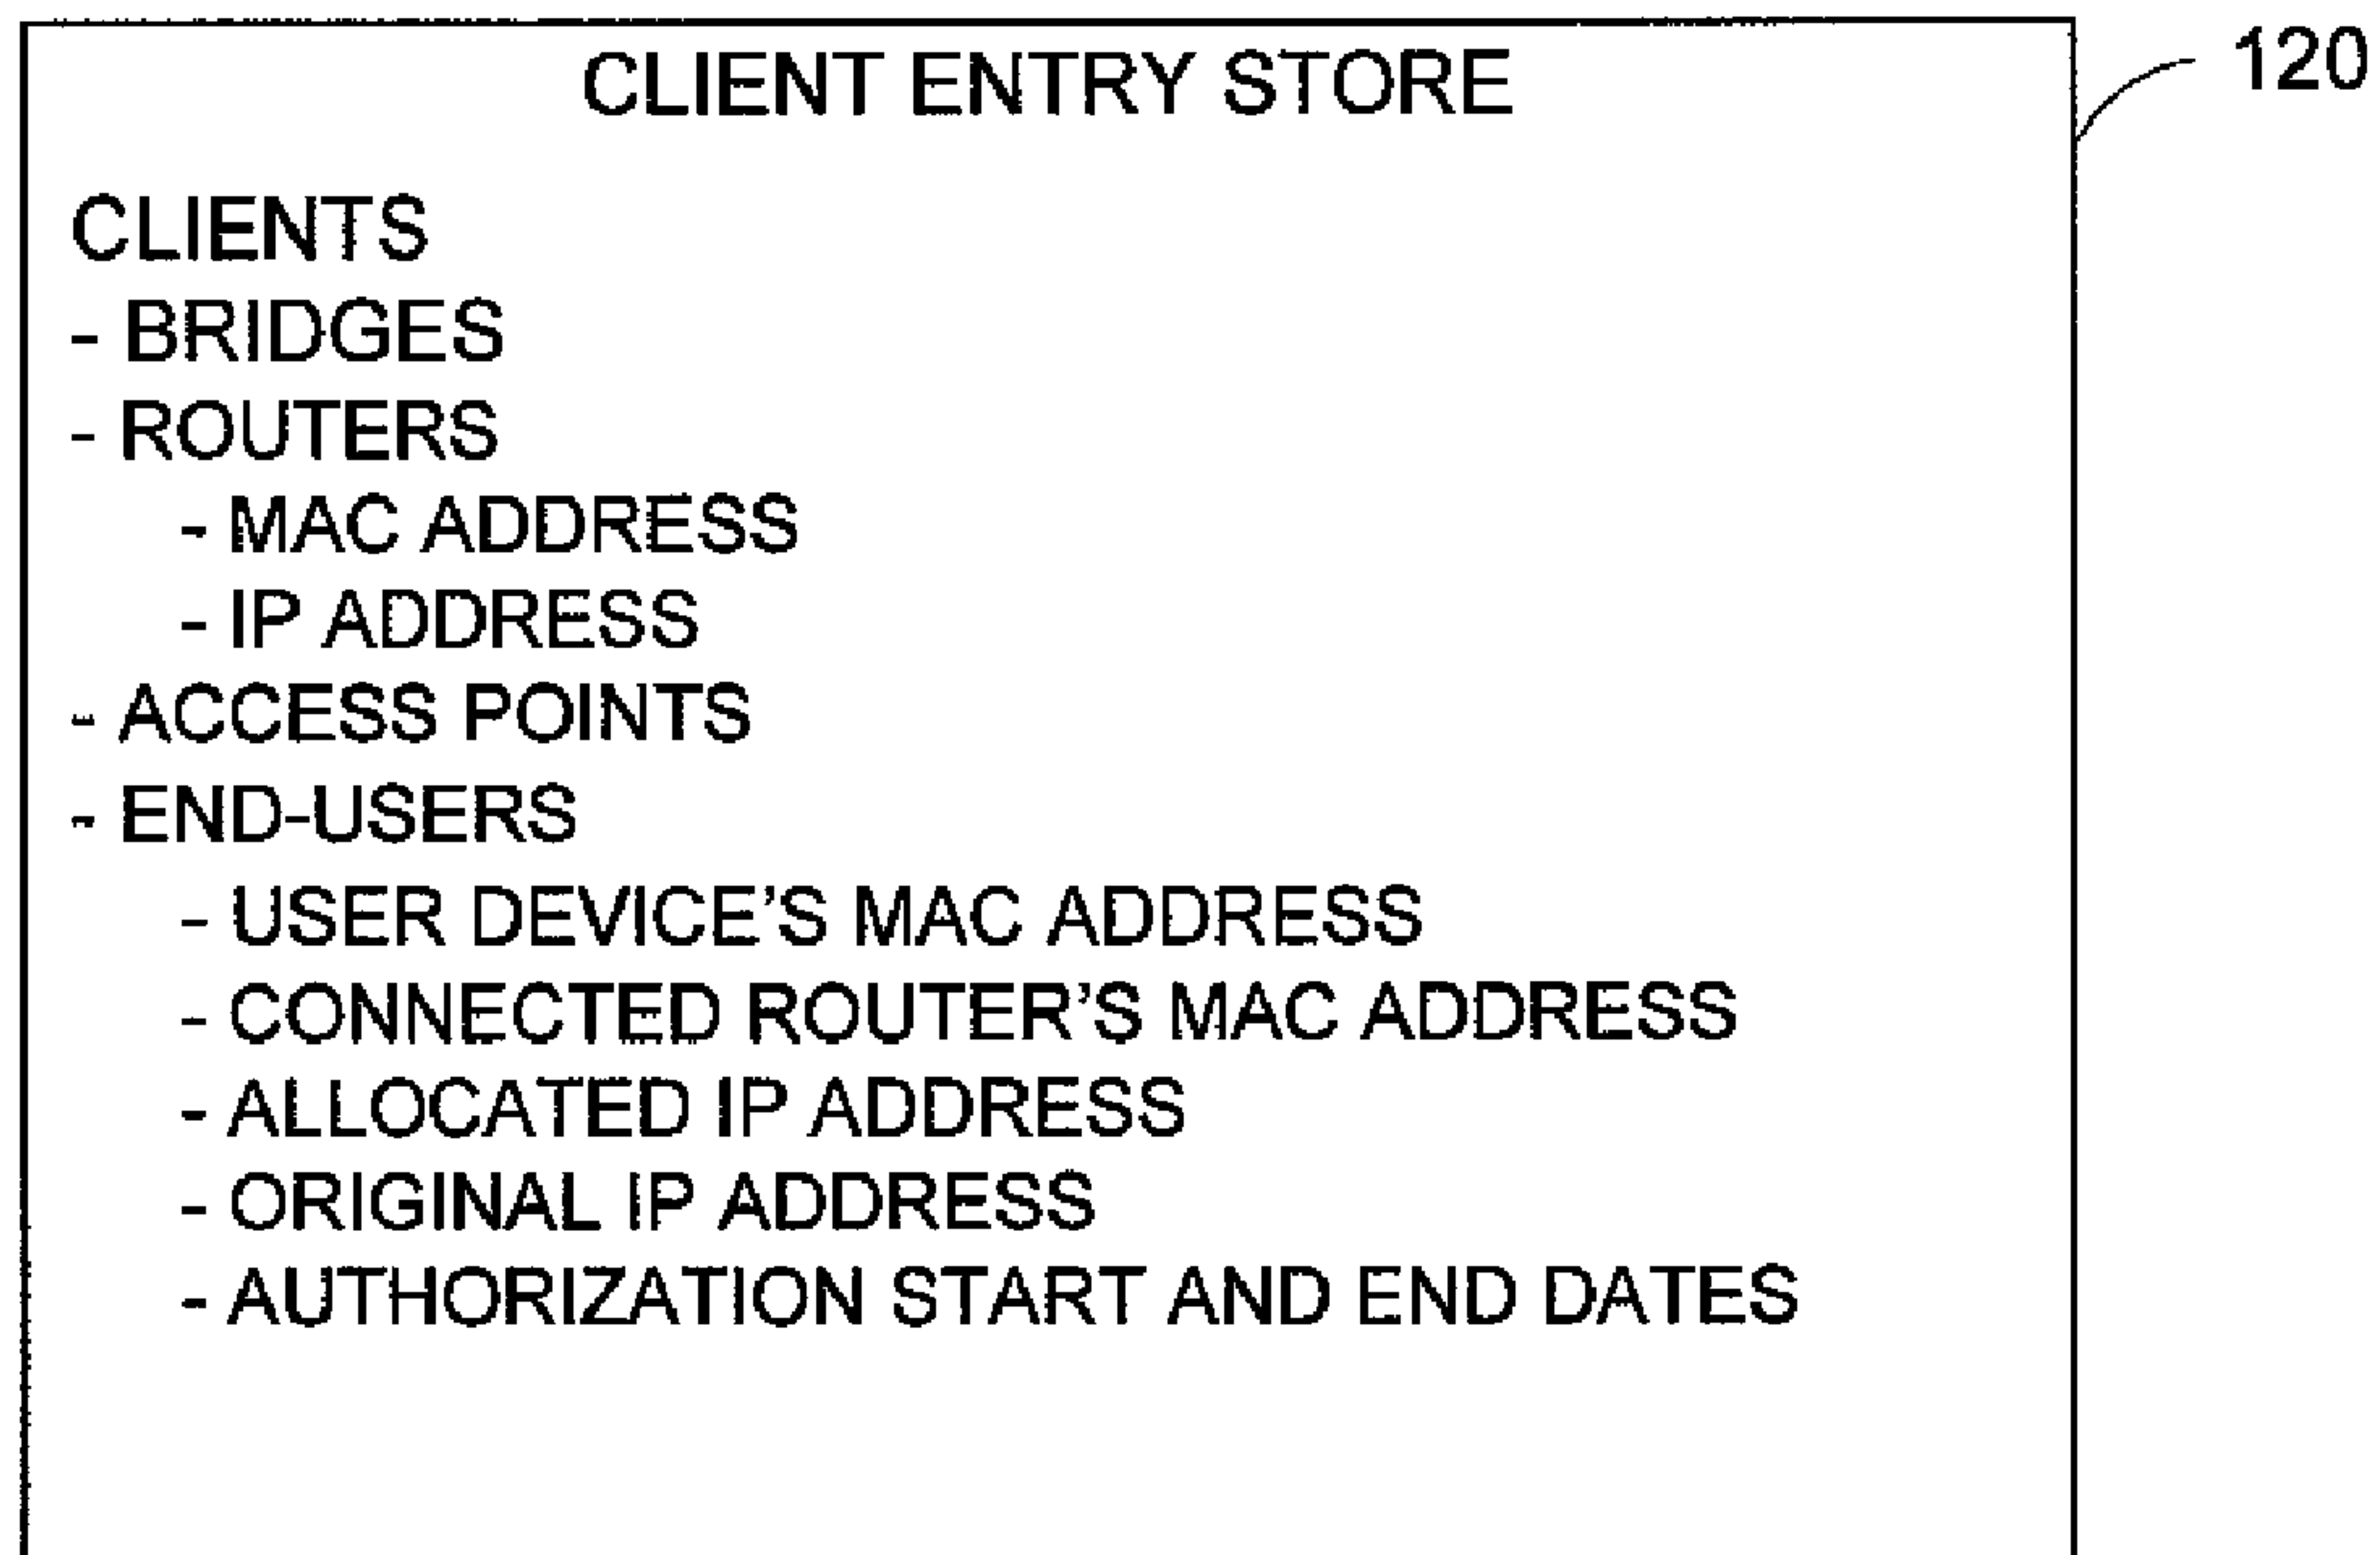 CLIENT ENTRY STORE
120
CLIENTS
- BRIDGES
- ROUTERS
- MAC ADDRESS
- IP ADDRESS
- ACCESS POINTS
- END-USERS
- USER DEVICE'S MAC ADDRESS
- CONNECTED ROUTER'S MAC ADDRESS
- ALLOCATED IP ADDRESS
- ORIGINAL IP ADDRESS
- AUTHORIZATION START AND END DATES